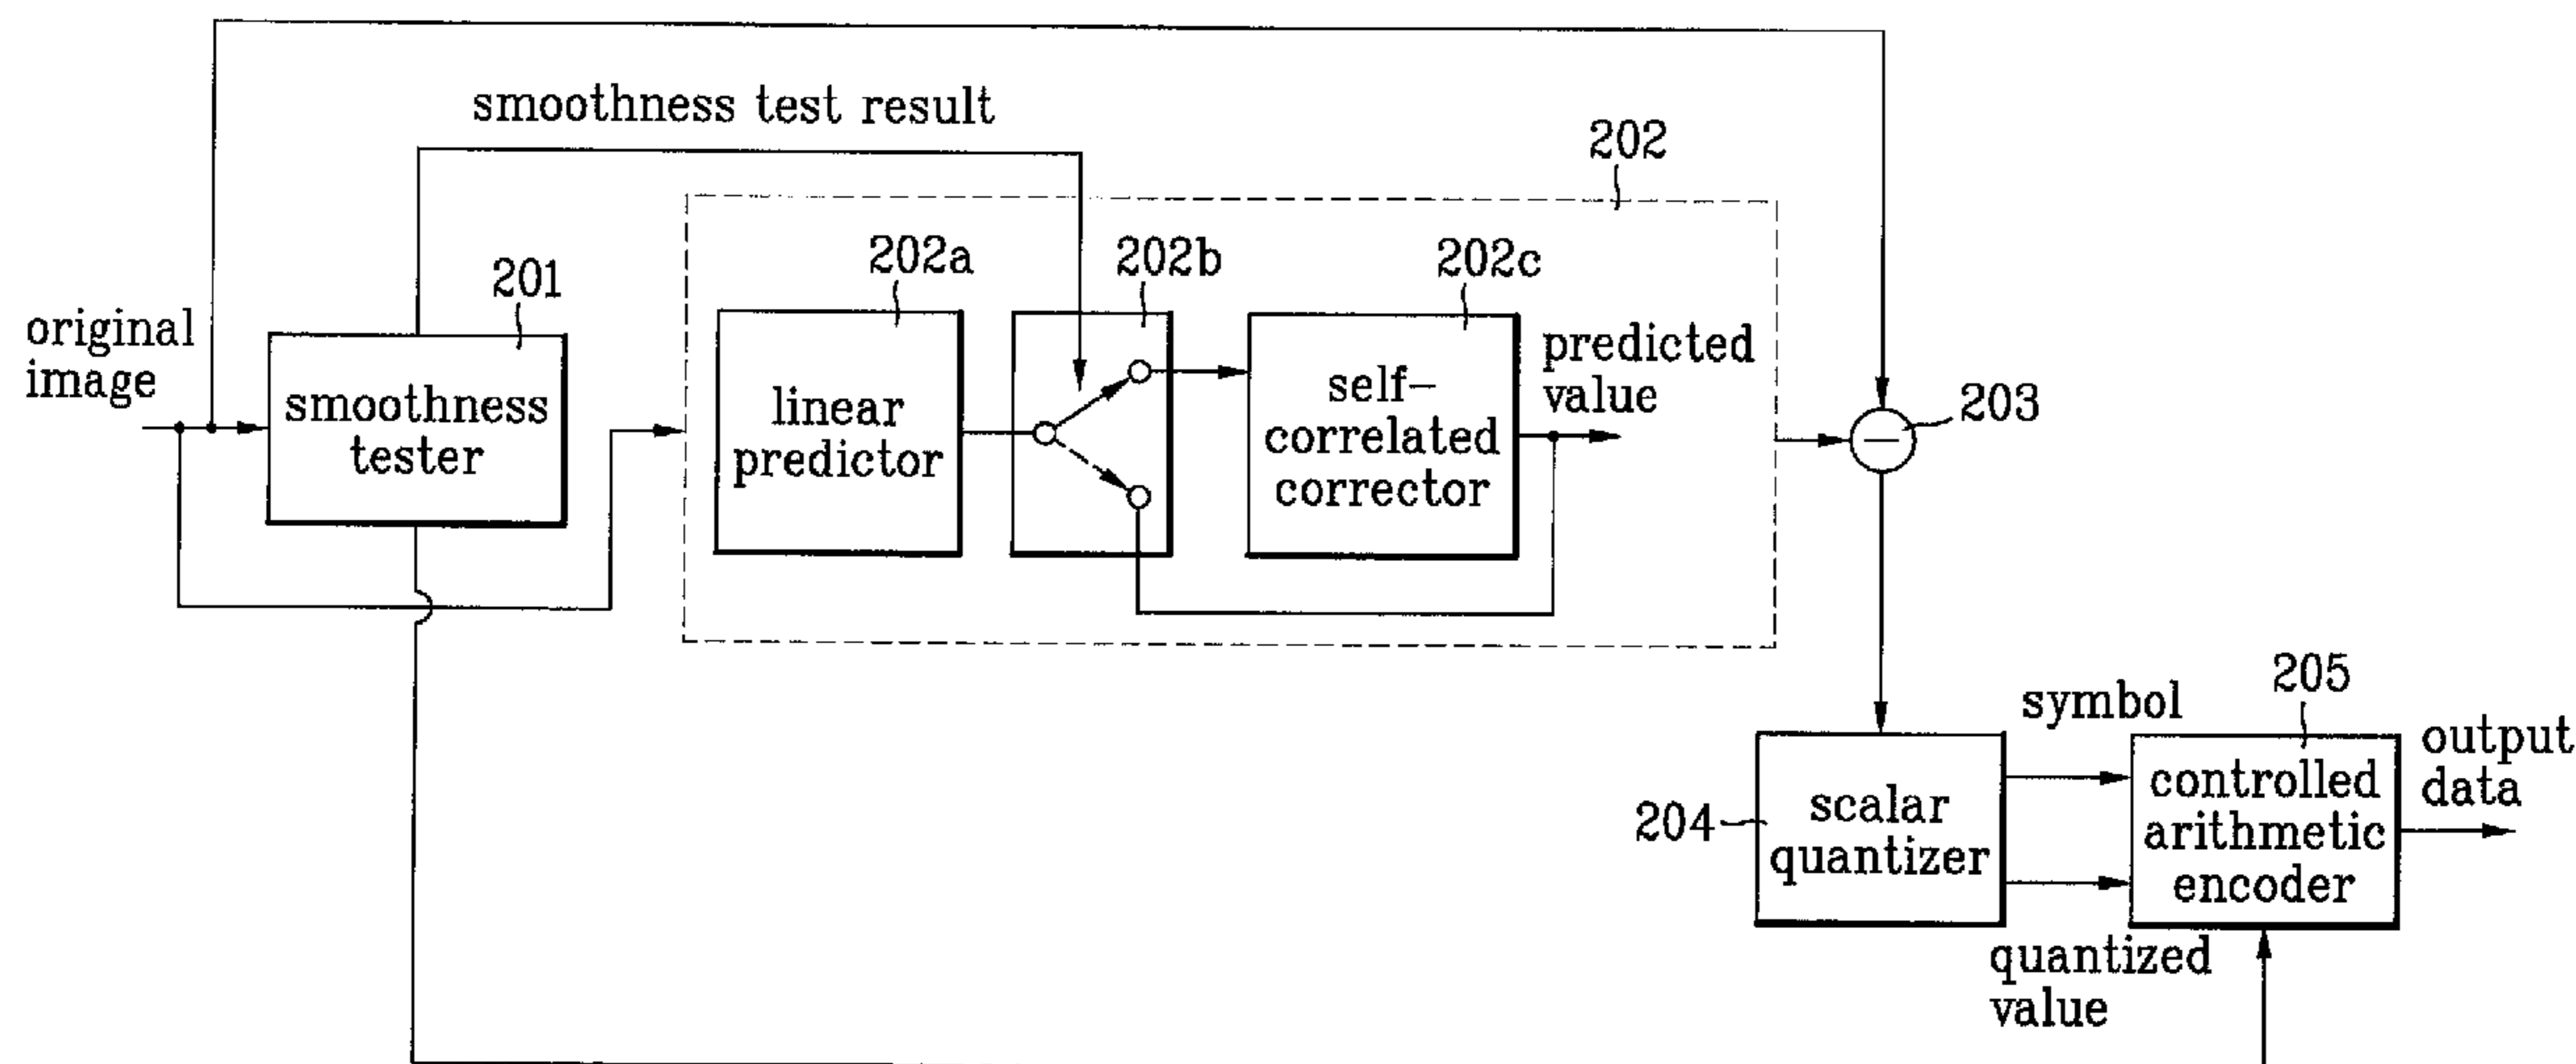 smoothness test result
202
202a
202b
202c
201
original
image
smoothness
tester
linear
predictor
self-
correlated
corrector
predicted
value
203
symbol
205
output
data
204
scalar
quantizer
controlled
arithmetic
encoder
quantized
value